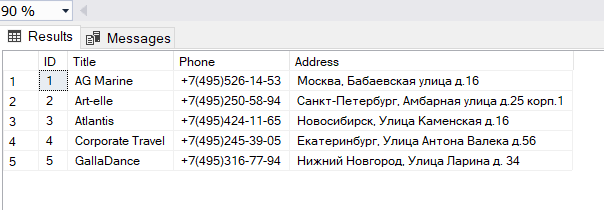 90 %
Results Messages
ID Title Phone Address
1 1 AG Marine +7(495)526-14-53 Москва, Бабаевская улица д.16
2 2 Art-elle +7(495)250-58-94 Санкт-Петербург, Амбарная улица д.25 корп.1
3 3 Atlantis +7(495)424-11-65 Новосибирск, Улица Каменская д.16
4 4 Corporate Travel +7(495)245-39-05 Екатеринбург, Улица Антона Валека д.56
5 5 GallaDance +7(495)316-77-94 Нижний Новгород, Улица Ларина д. 34